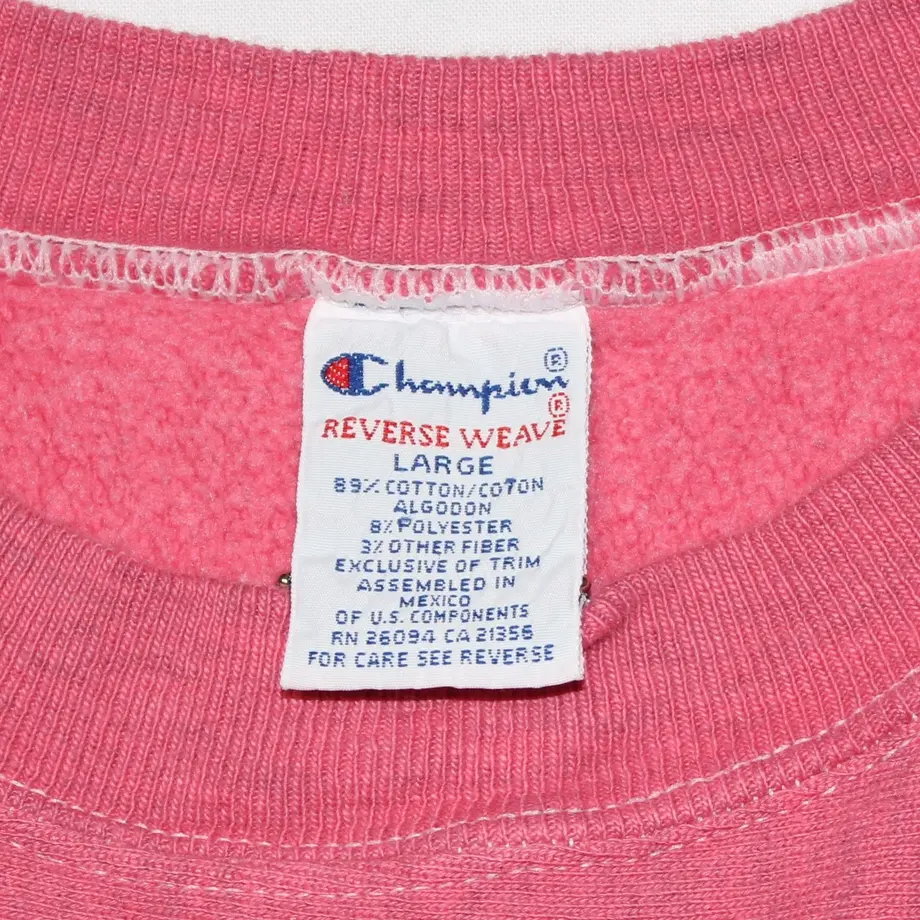 Champion®
REVERSE WEAVE®
LARGE
89% COTTON/COTON
ALGODON
8% POLYESTER
3% OTHER FIBER
EXCLUSIVE OF TRIM
ASSEMBLED IN
MEXICO
OF U.S. COMPONENTS
RN 26094 CA 21356
FOR CARE SEE REVERSE